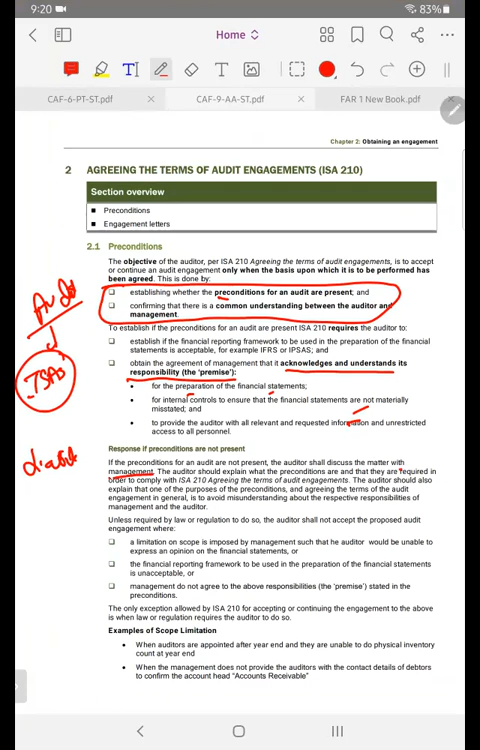 9:20
83%
Home
CAF-6-PT-ST.pdf
CAF-9-AA-ST.pdf
FAR 1 New Book.pdf
Chapter 2: Obtaining an engagement
2 AGREEING THE TERMS OF AUDIT ENGAGEMENTS (ISA 210)
Section overview
■ Preconditions
■ Engagement letters
2.1 Preconditions
The objective of the auditor, per ISA 210 Agreeing the terms of audit engagements, is to accept
or continue an audit engagement only when the basis upon which it is to be performed has
been agreed. This is done by:
❑ establishing whether the preconditions for an audit are present; and
❑ confirming that there is a common understanding between the auditor and
management.
To establish if the preconditions for an audit are present ISA 210 requires the auditor to:
❑ establish if the financial reporting framework to be used in the preparation of the financial
statements is acceptable, for example IFRS or IPSAS; and
❑ obtain the agreement of management that it acknowledges and understands its
responsibility (the 'premise'):
• for the preparation of the financial statements;
• for internal controls to ensure that the financial statements are not materially
misstated; and
• to provide the auditor with all relevant and requested information and unrestricted
access to all personnel.
Audit
Response if preconditions are not present
If the preconditions for an audit are not present, the auditor shall discuss the matter with
management. The auditor should explain what the preconditions are and that they are required in
order to comply with ISA 210 Agreeing the terms of audit engagements. The auditor should also
explain that one of the purposes of the preconditions, and agreeing the terms of the audit
engagement in general, is to avoid misunderstanding about the respective responsibilities of
management and the auditor.
Unless required by law or regulation to do so, the auditor shall not accept the proposed audit
engagement where:
❑ a limitation on scope is imposed by management such that he auditor would be unable to
express an opinion on the financial statements, or
❑ the financial reporting framework to be used in the preparation of the financial statements
is unacceptable, or
❑ management do not agree to the above responsibilities (the 'premise') stated in the
preconditions.
The only exception allowed by ISA 210 for accepting or continuing the engagement to the above
is when law or regulation requires the auditor to do so.
Examples of Scope Limitation
• When auditors are appointed after year end and they are unable to do physical inventory
count at year end
• When the management does not provide the auditors with the contact details of debtors
to confirm the account head "Accounts Receivable"